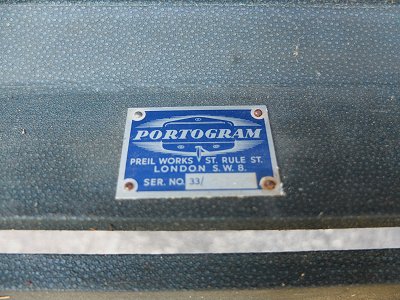 PORTOGRAM
PREIL WORKS ST. RULE ST.
LONDON S.W. 8.
SER. NO. 33/